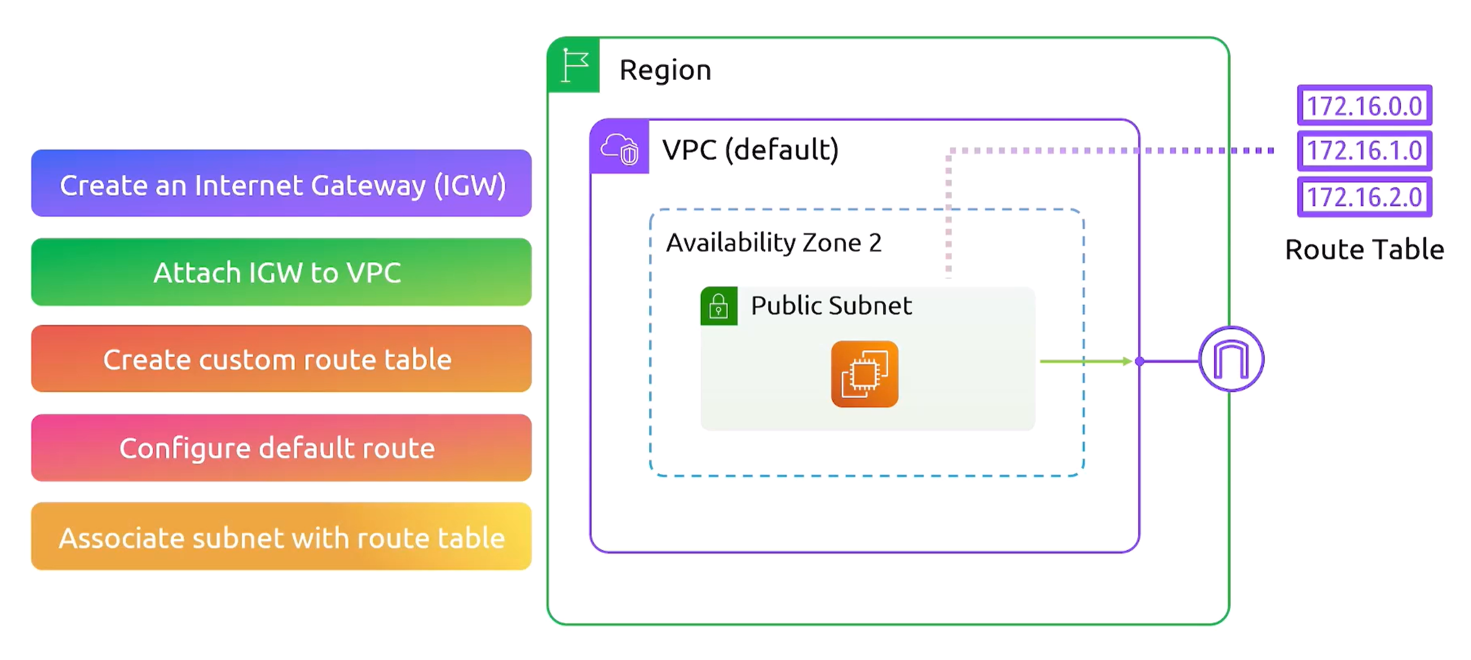 Create an Internet Gateway (IGW)
Attach IGW to VPC
Create custom route table
Configure default route
Associate subnet with route table
Region
VPC (default)
Availability Zone 2
Public Subnet
172.16.0.0
172.16.1.0
172.16.2.0
Route Table